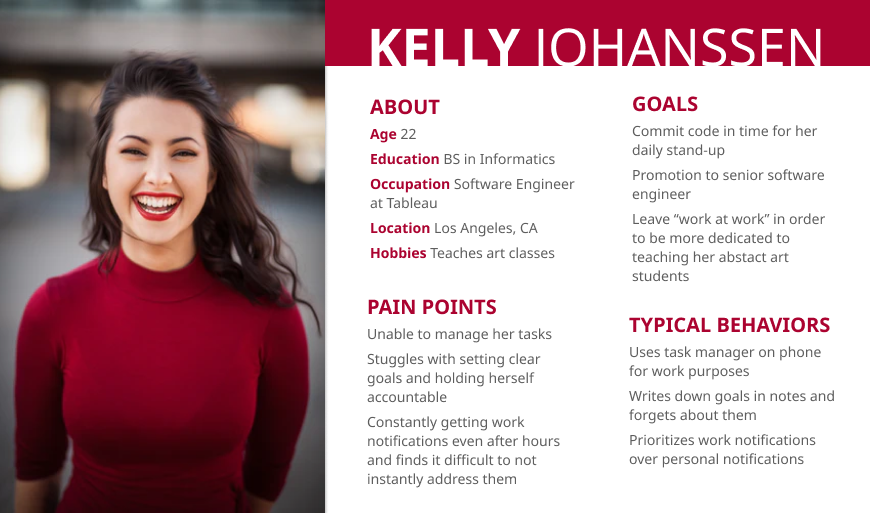 KELLY JOHANSSEN
ABOUT
Age 22
Education BS in Informatics
Occupation Software Engineer
at Tableau
Location Los Angeles, CA
Hobbies Teaches art classes
PAIN POINTS
Unable to manage her tasks
Stuggles with setting clear
goals and holding herself
accountable
Constantly getting work
notifications even after hours
and finds it difficult to not
instantly address them
GOALS
Commit code in time for her
daily stand-up
Promotion to senior software
engineer
Leave “work at work” in order
to be more dedicated to
teaching her abstact art
students
TYPICAL BEHAVIORS
Uses task manager on phone
for work purposes
Writes down goals in notes and
forgets about them
Prioritizes work notifications
over personal notifications